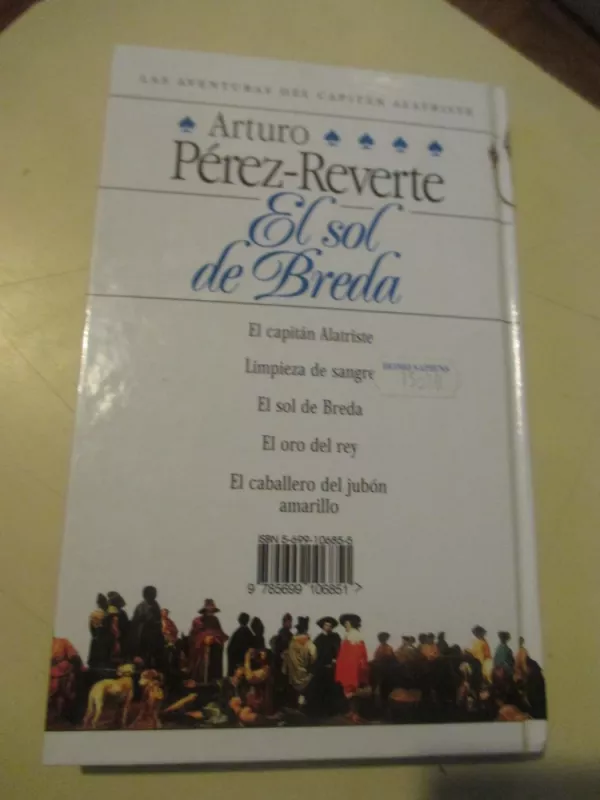 LAS AVENTURAS DEL CAPITÁN ALATRISTE
Arturo
Pérez-Reverte
El sol
de Breda
El capitán Alatriste
Limpieza de sangre
HOMO SAPIENS
El sol de Breda
El oro del rey
El caballero del jubón
amarillo
ISBN 5-699-10685-5
9 785699 106851 >